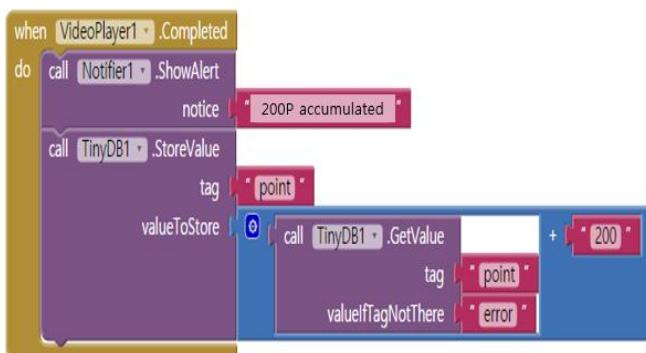 when VideoPlayer1 .Completed
do call Notifier1 .ShowAlert
notice " 200P accumulated "
call TinyDB1 .StoreValue
tag " point "
valueToStore call TinyDB1 .GetValue + " 200 "
tag " point "
valueIfTagNotThere " error "